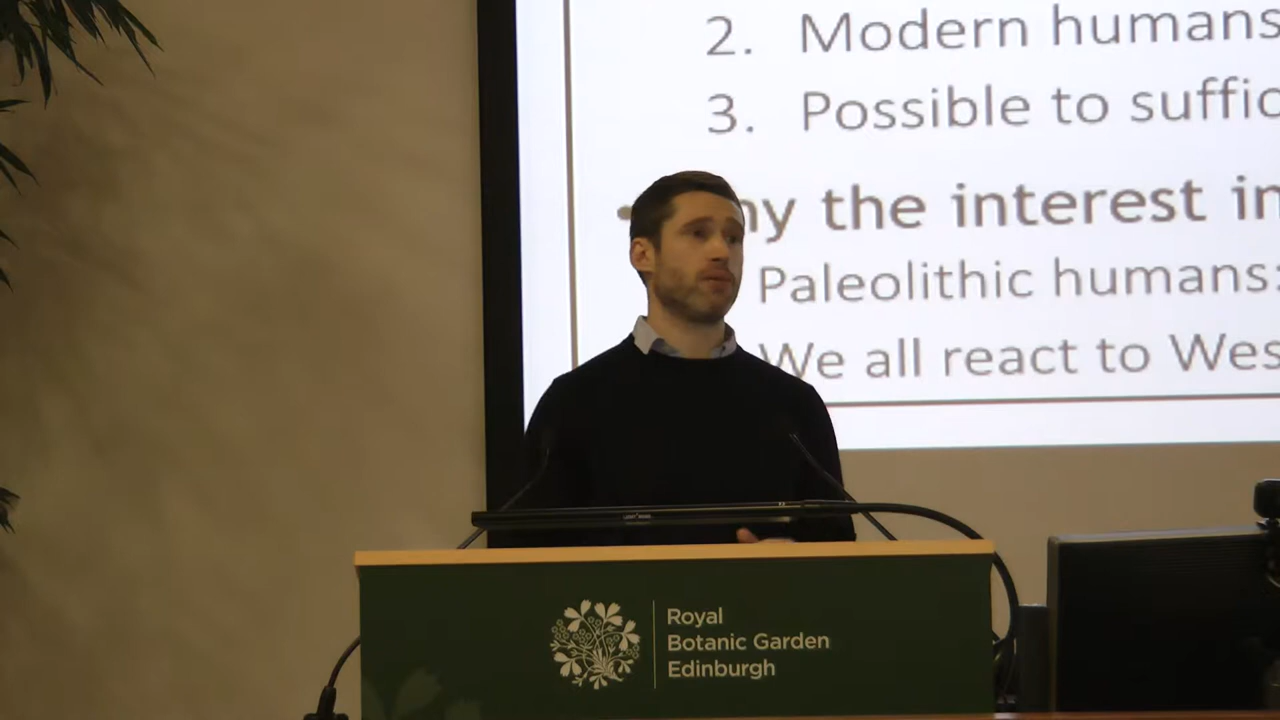 2. Modern humans
3. Possible to suffic
the interest in
Paleolithic humans:
We all react to Wes
Royal
Botanic Garden
Edinburgh